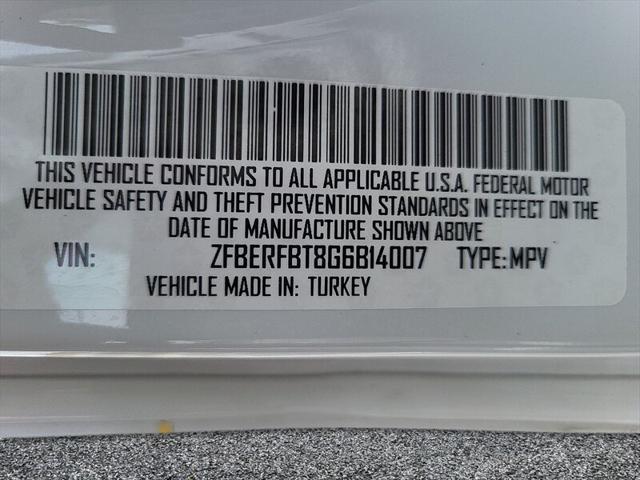 THIS VEHICLE CONFORMS TO ALL APPLICABLE U.S.A. FEDERAL MOTOR
VEHICLE SAFETY AND THEFT PREVENTION STANDARDS IN EFFECT ON THE
DATE OF MANUFACTURE SHOWN ABOVE
VIN: ZFBERFBT8G6B14007 TYPE:MPV
VEHICLE MADE IN: TURKEY